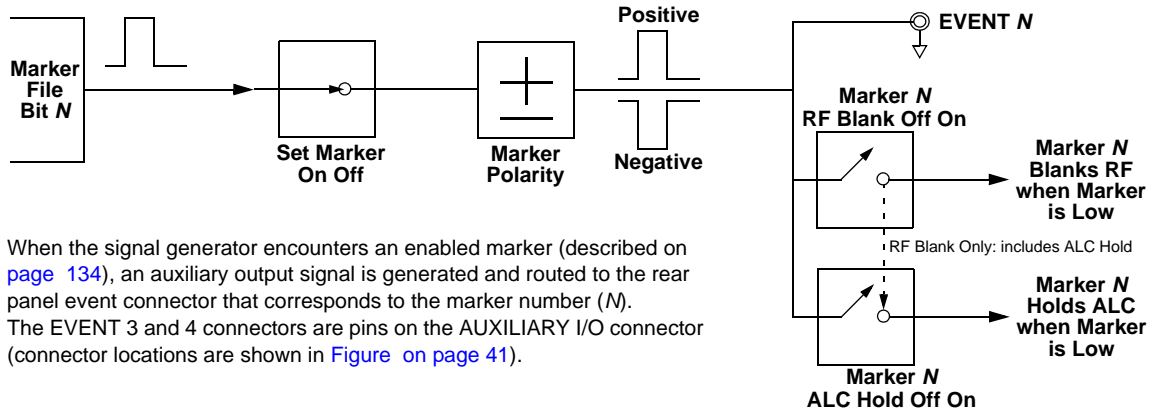 Marker
File
Bit N
Set Marker
On Off
Marker
Polarity
Positive
Negative
EVENT N
Marker N
RF Blank Off On
Marker N
Blanks RF
when Marker
is Low
RF Blank Only: includes ALC Hold
Marker N
Holds ALC
when Marker
is Low
Marker N
ALC Hold Off On
When the signal generator encounters an enabled marker (described on
page 134), an auxiliary output signal is generated and routed to the rear
panel event connector that corresponds to the marker number (N).
The EVENT 3 and 4 connectors are pins on the AUXILIARY I/O connector
(connector locations are shown in Figure on page 41).